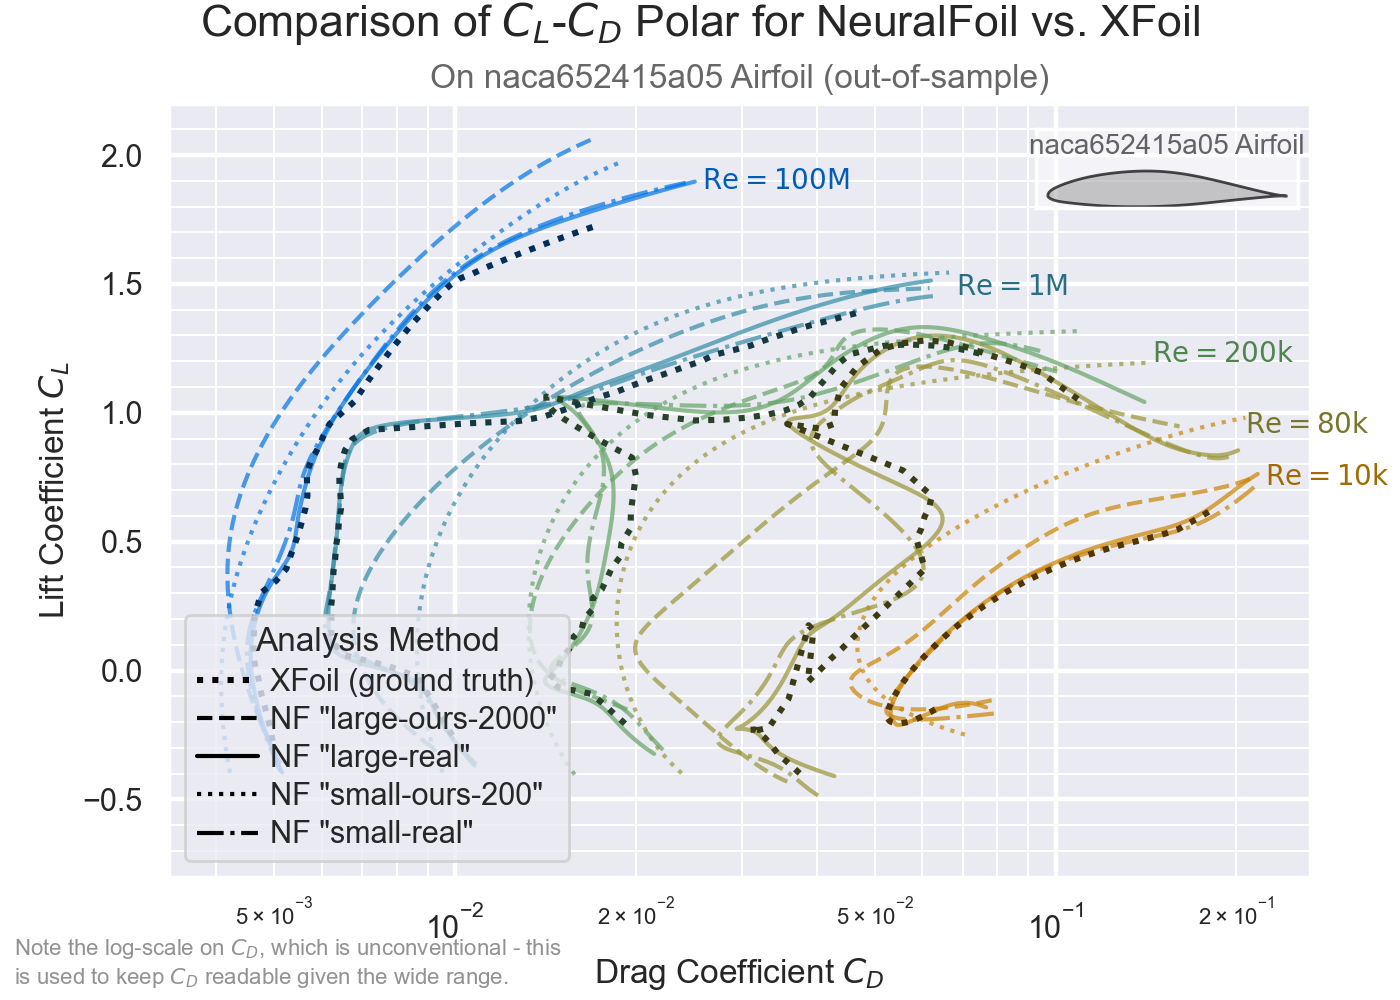 Comparison of C_L-C_D Polar for NeuralFoil vs. XFoil
On naca652415a05 Airfoil (out-of-sample)
naca652415a05 Airfoil
Re = 100M
Re = 1M
Re = 200k
Re = 80k
Re = 10k
Lift Coefficient C_L
2.0
1.5
1.0
0.5
0.0
−0.5
Analysis Method
XFoil (ground truth)
NF "large-ours-2000"
NF "large-real"
NF "small-ours-200"
NF "small-real"
5 × 10⁻³
10⁻²
2 × 10⁻²
5 × 10⁻²
10⁻¹
2 × 10⁻¹
Drag Coefficient C_D
Note the log-scale on C_D, which is unconventional - this
is used to keep C_D readable given the wide range.